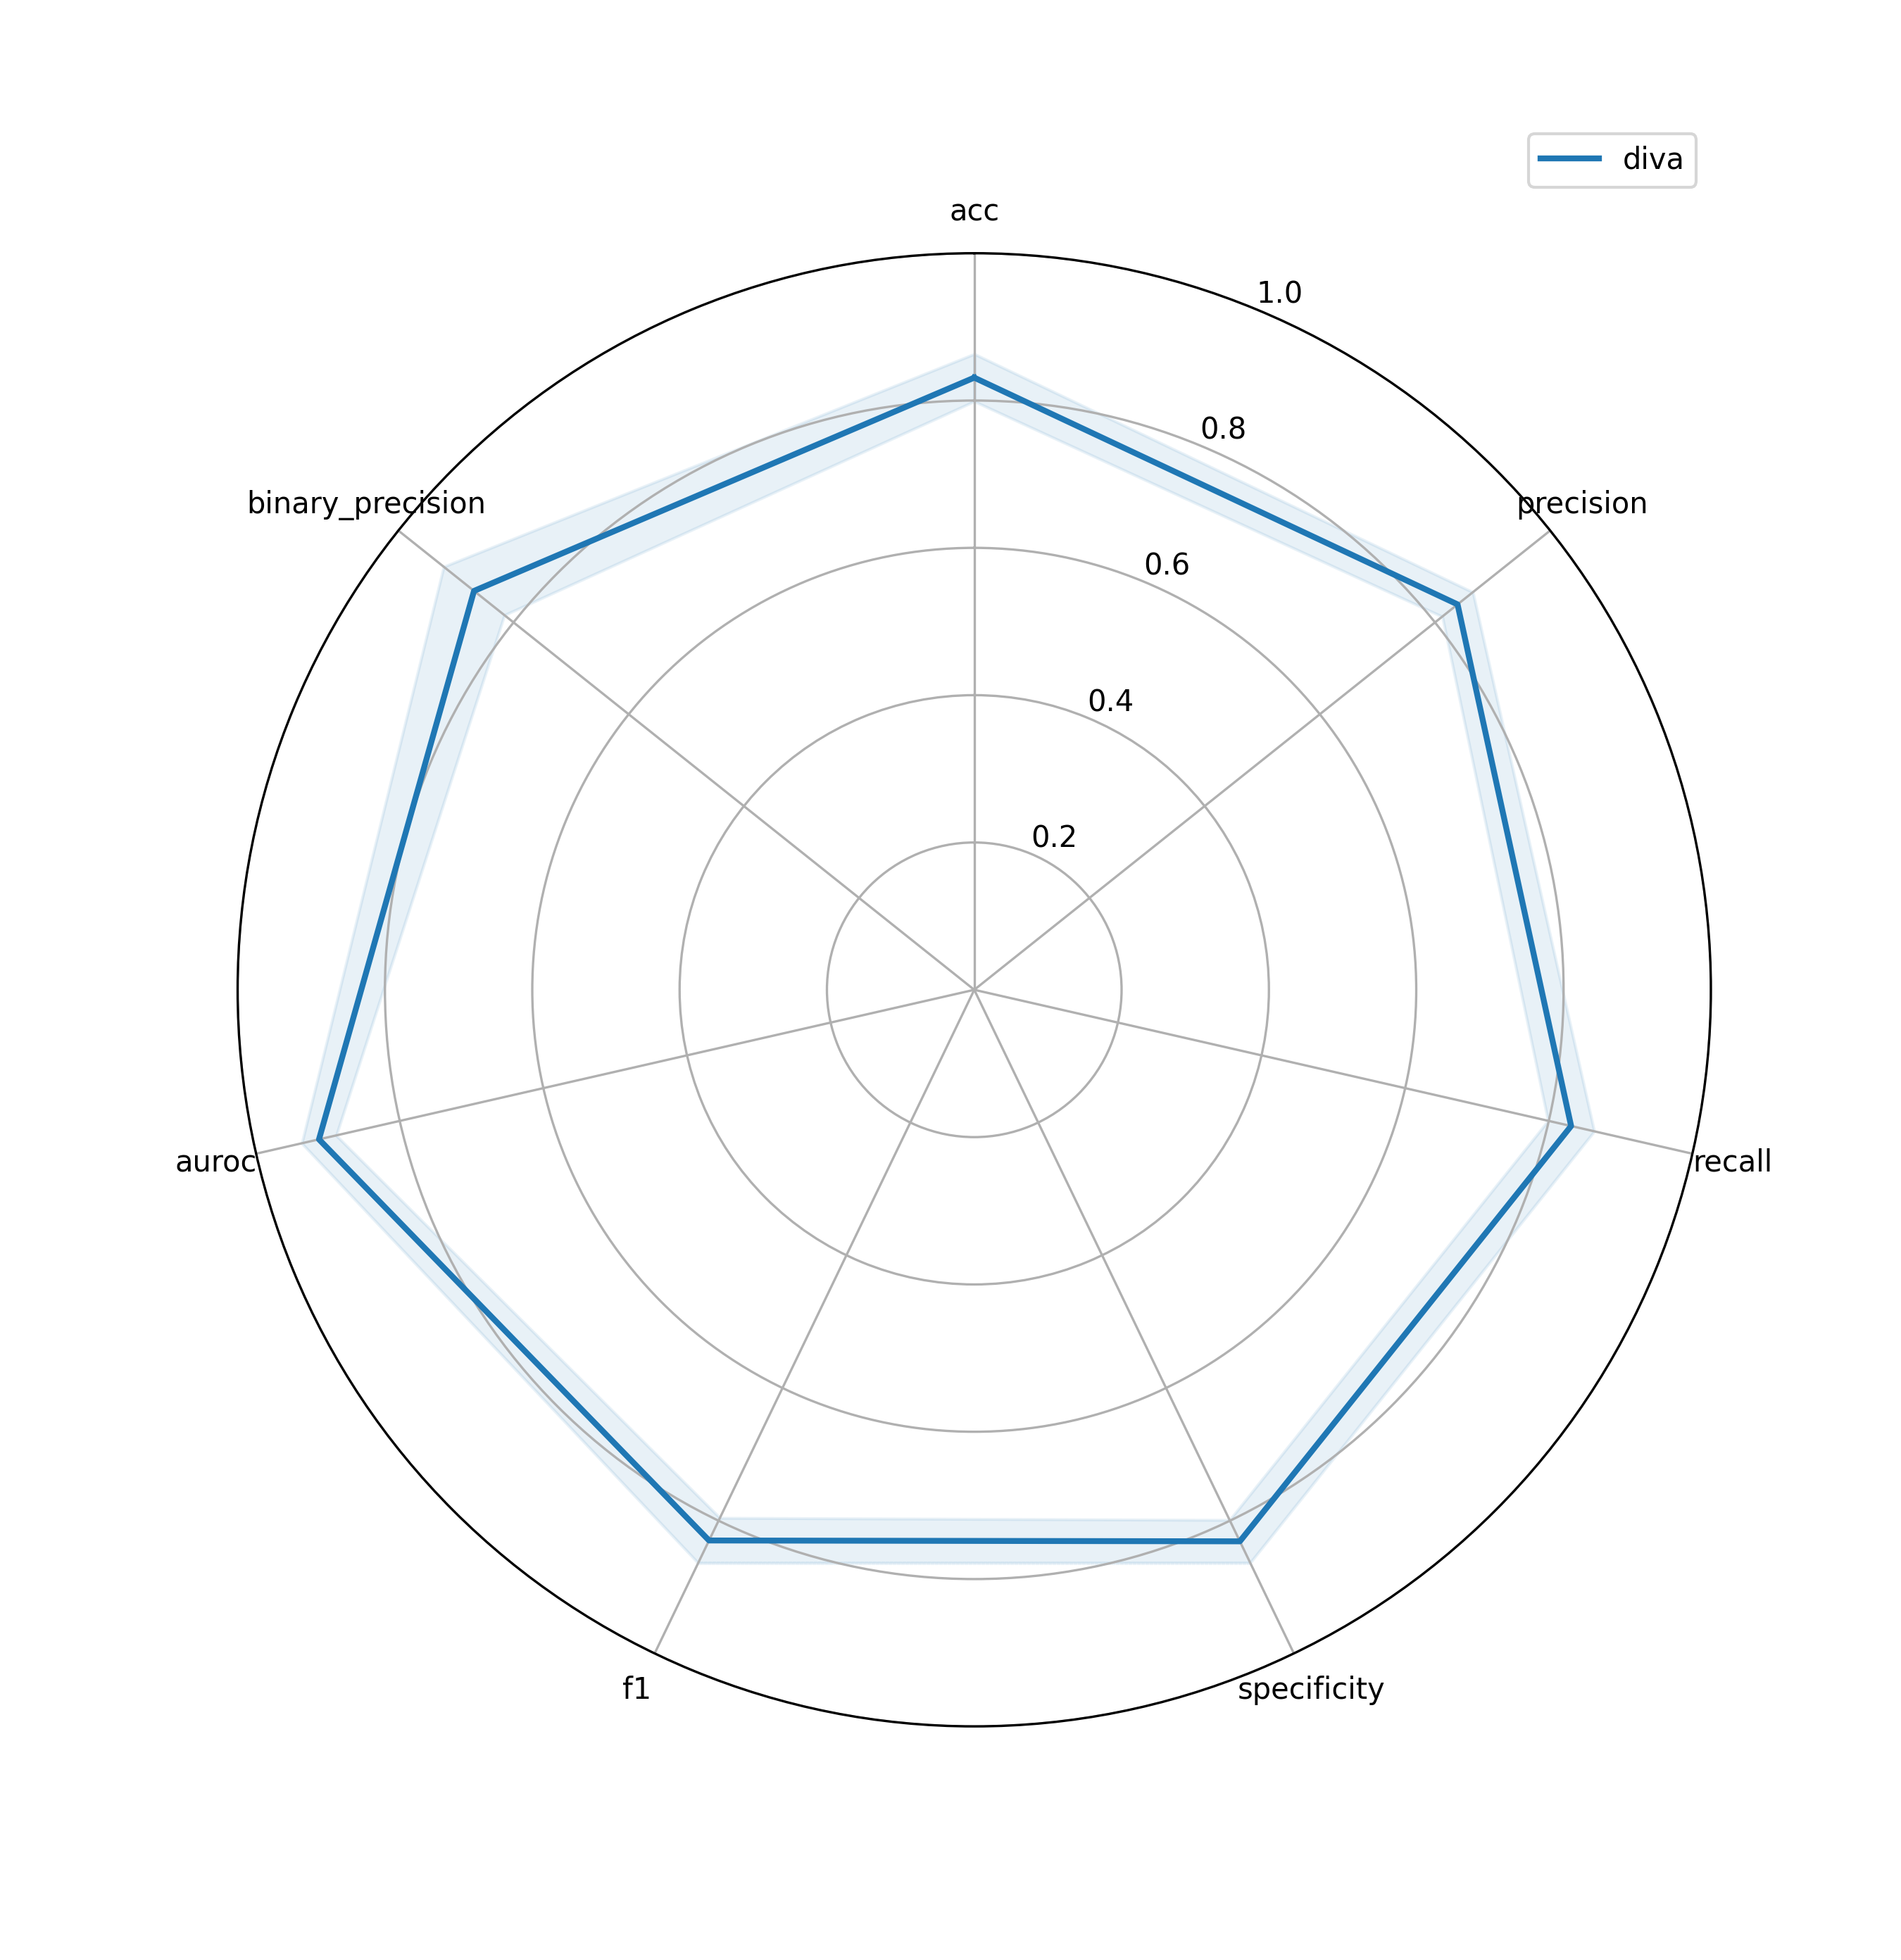 diva
acc
1.0
0.8
binary_precision
precision
0.6
0.4
0.2
auroc
recall
f1
specificity